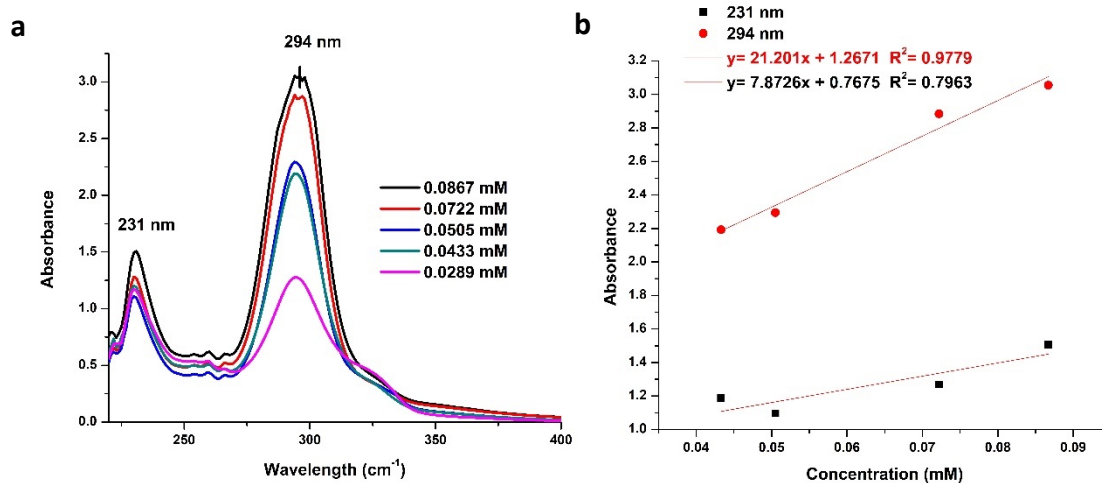 a
294 nm
231 nm
0.0867 mM
0.0722 mM
0.0505 mM
0.0433 mM
0.0289 mM
Absorbance
3.0
2.5
2.0
1.5
1.0
0.5
0.0
250
300
350
400
Wavelength (cm⁻¹)
b
231 nm
294 nm
y= 21.201x + 1.2671 R²= 0.9779
y= 7.8726x + 0.7675 R²= 0.7963
Absorbance
3.2
3.0
2.8
2.6
2.4
2.2
2.0
1.8
1.6
1.4
1.2
1.0
0.04
0.05
0.06
0.07
0.08
0.09
Concentration (mM)